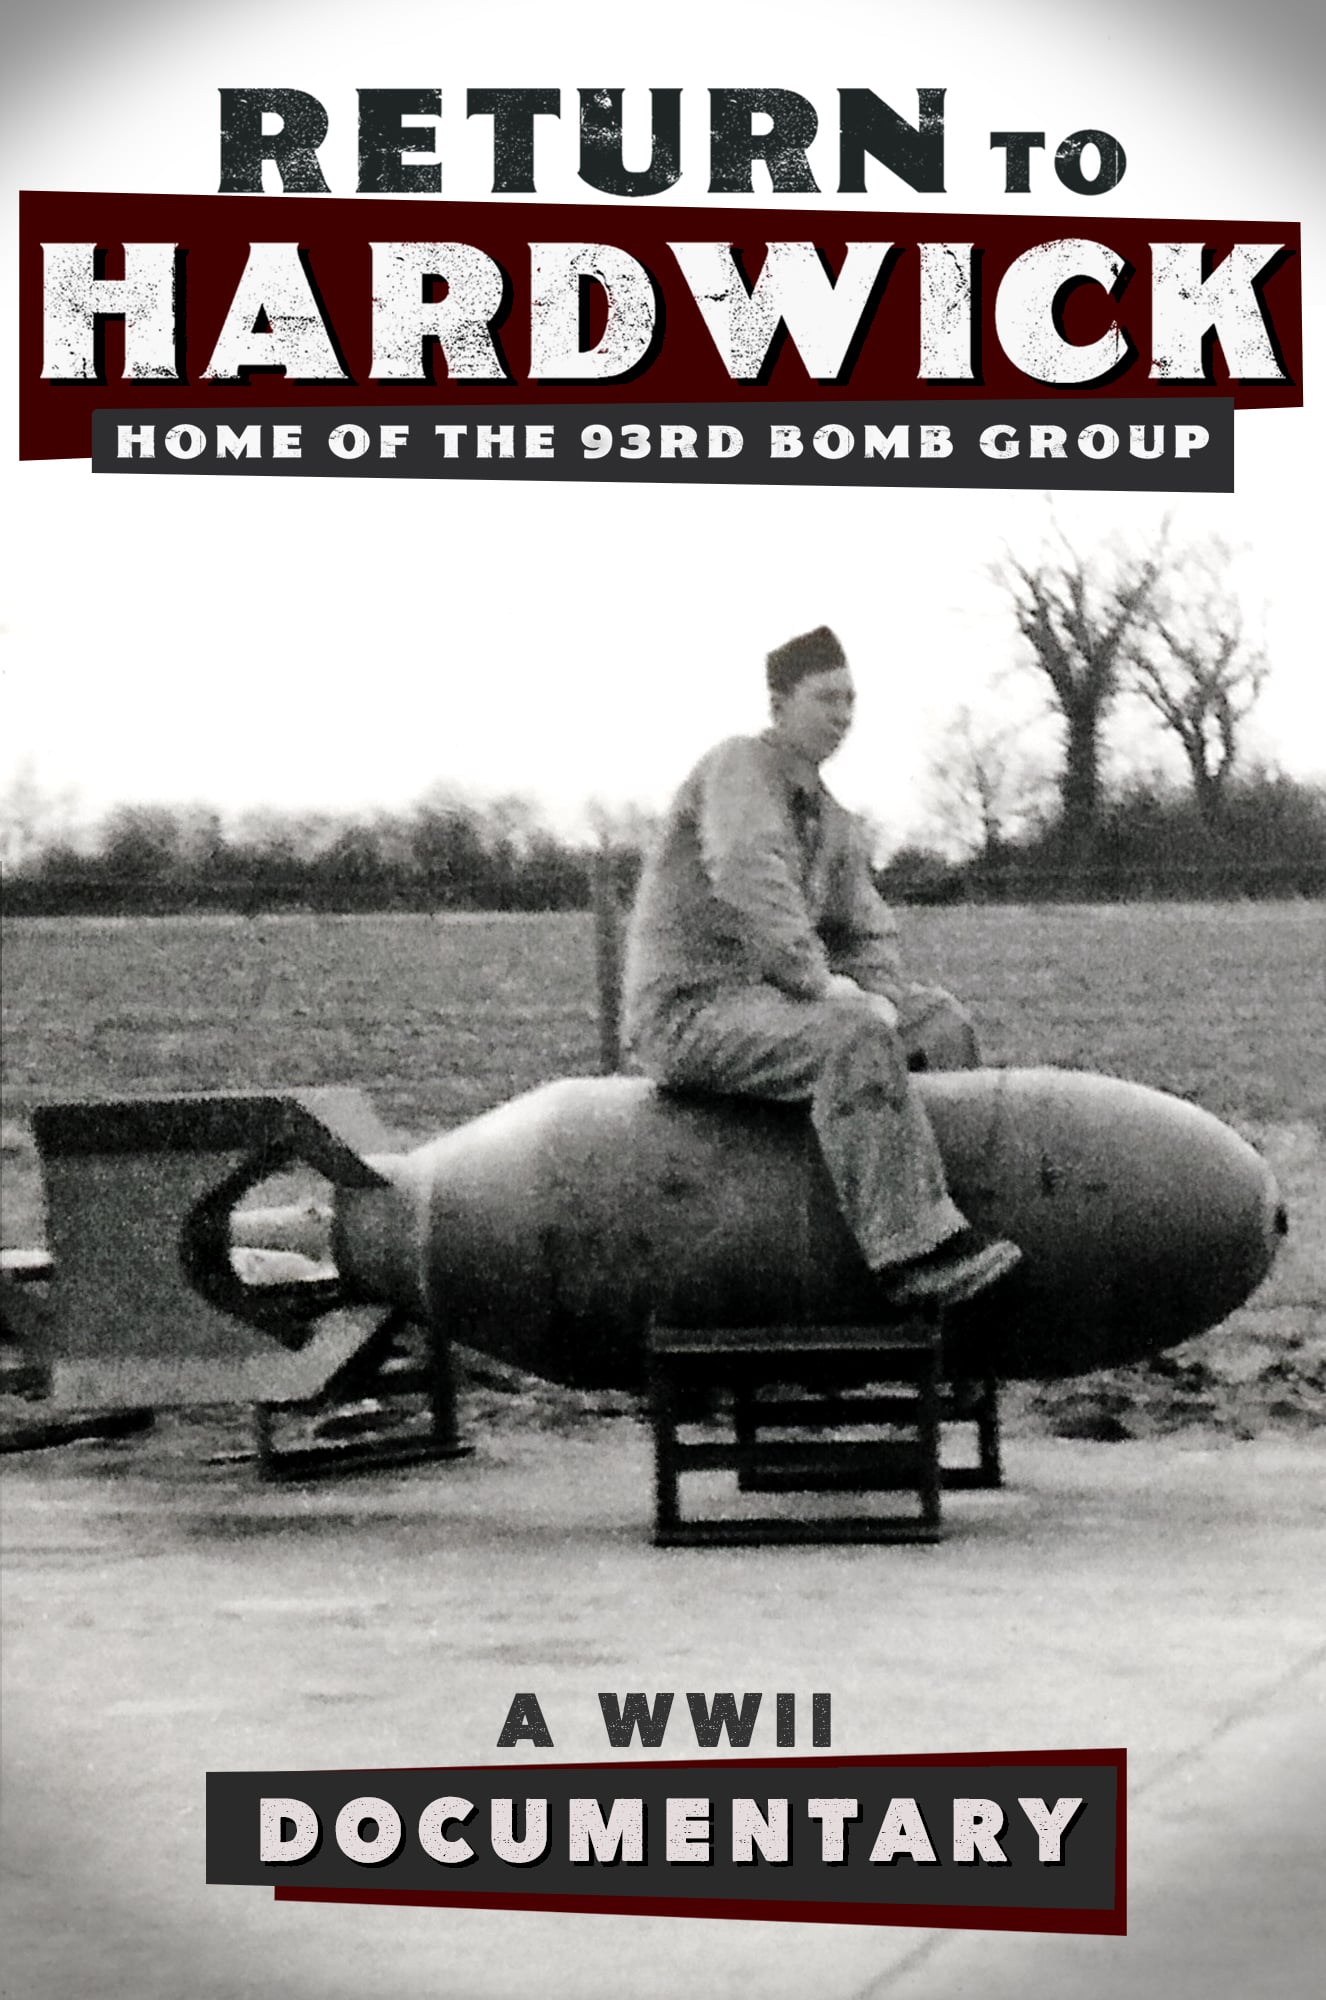 RETURN TO
HARDWICK
HOME OF THE 93RD BOMB GROUP
A WWII
DOCUMENTARY